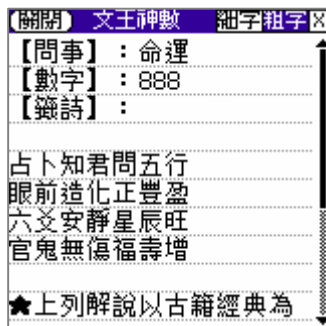 (關閉) 文王神數 細字粗字X
【問事】：命運
【數字】：888
【籤詩】：
占卜知君問五行
眼前造化正豐盈
六爻安靜星辰旺
官鬼無傷福壽增
★上列解說以古籍經典為